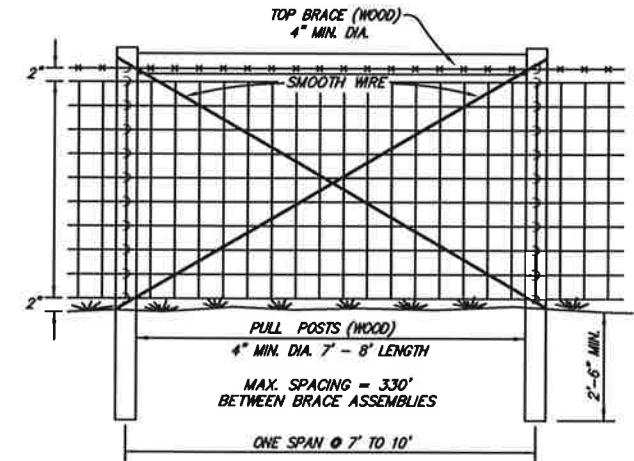 TOP BRACE (WOOD)
4" MIN. DIA.
2"
SMOOTH WIRE
2"
PULL POSTS (WOOD)
4" MIN. DIA. 7' - 8' LENGTH
MAX. SPACING = 330'
BETWEEN BRACE ASSEMBLIES
2'-6" MIN.
ONE SPAN @ 7' TO 10'